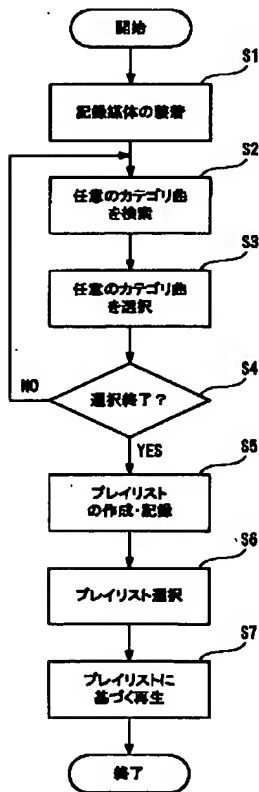 開始
S1
記録媒体の装着
S2
任意のカテゴリ曲
を検索
S3
任意のカテゴリ曲
を選択
S4
選択終了?
NO
YES
S5
プレイリスト
の作成・記録
S6
プレイリスト選択
S7
プレイリストに
基づく再生
終了